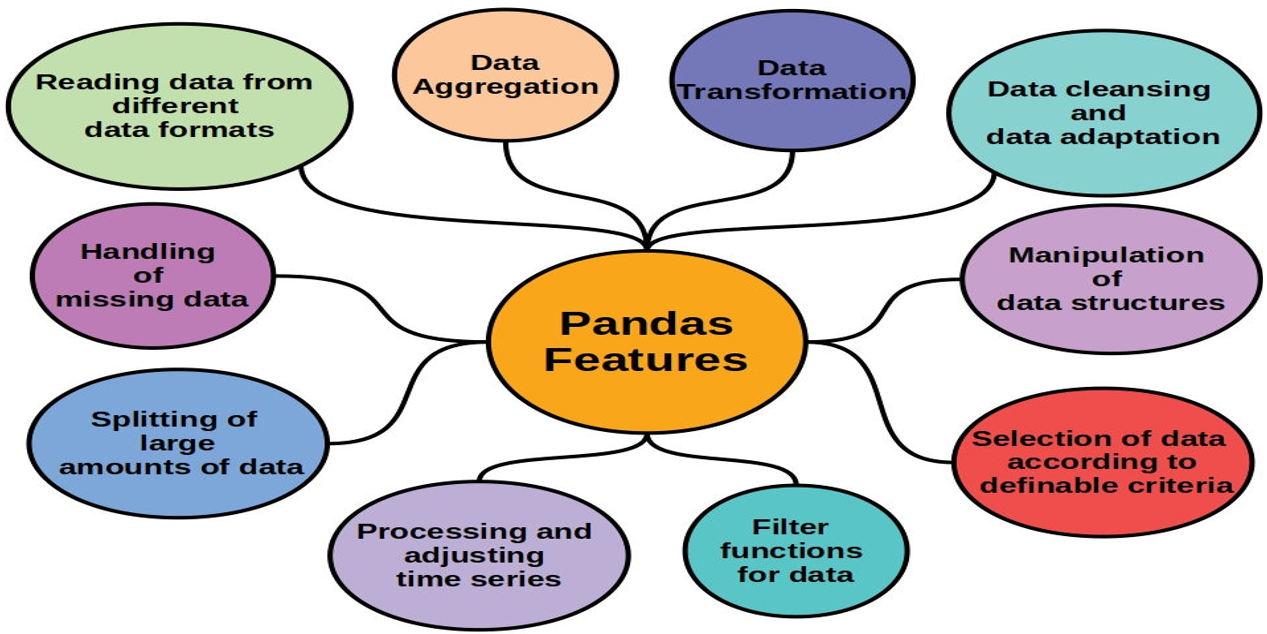 Reading data from
different
data formats
Data
Aggregation
Data
Transformation
Data cleansing
and
data adaptation
Handling
of
missing data
Manipulation
of
data structures
Pandas
Features
Splitting of
large
amounts of data
Selection of data
according to
definable criteria
Processing and
adjusting
time series
Filter
functions
for data